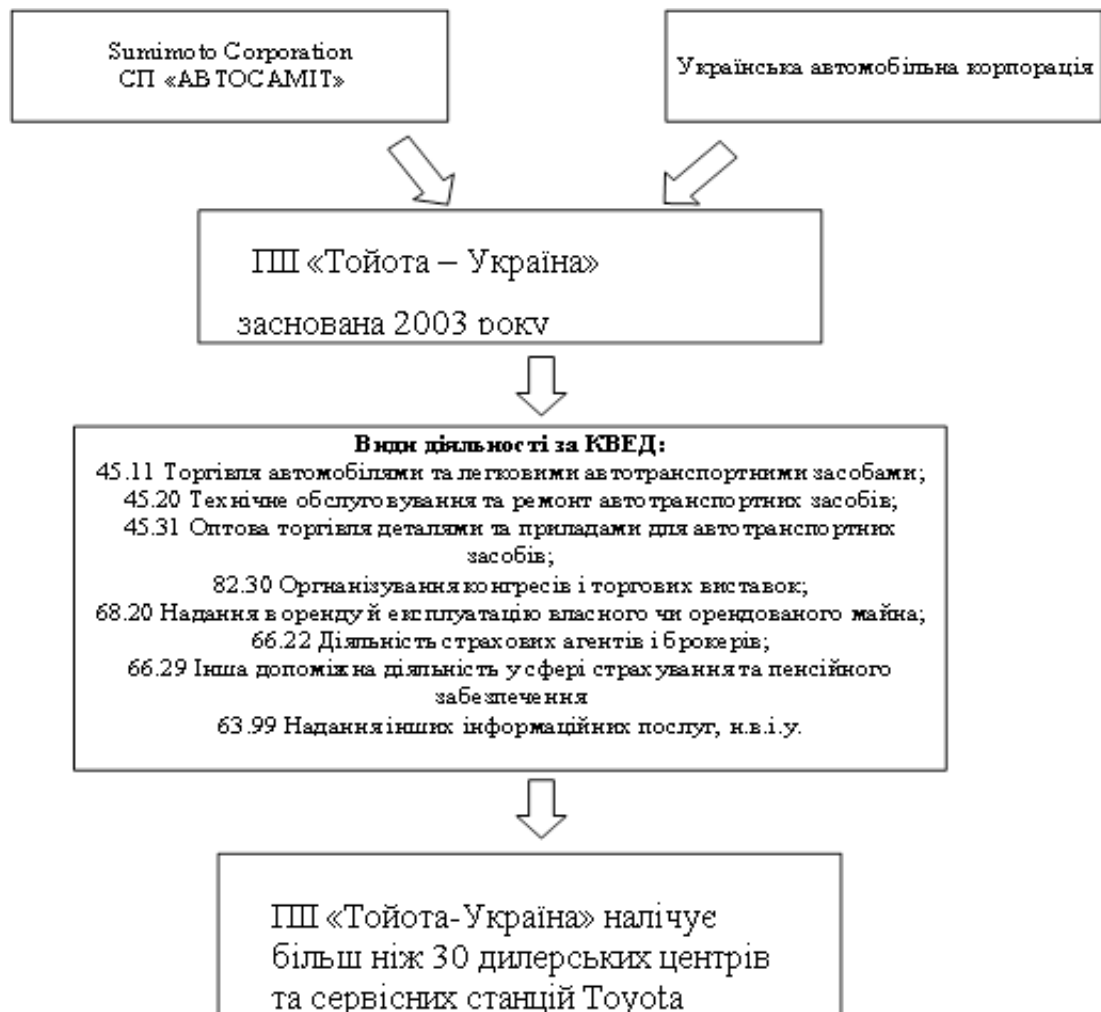 Sumimoto Corporation
СП «АВТОСАМІТ»
Українська автомобільна корпорація
ПІІ «Тойота – Україна»
заснована 2003 року
Види діяльності за КВЕД:
45.11 Торгівля автомобілями та легковими автотранспортними засобами;
45.20 Технічне обслуговування та ремонт автотранспортних засобів;
45.31 Оптова торгівля деталями та приладами для автотранспортних
засобів;
82.30 Оргнанізування конгресів і торгових виставок;
68.20 Надання в оренду й експлуатацію власного чи орендованого майна;
66.22 Діяльність страхових агентів і брокерів;
66.29 Інша допоміжна діяльність у сфері страхування та пенсійного
забезпечення
63.99 Надання інших інформаційних послуг, н.в.і.у.
ПІІ «Тойота-Україна» налічує
більш ніж 30 дилерських центрів
та сервісних станцій Toyota